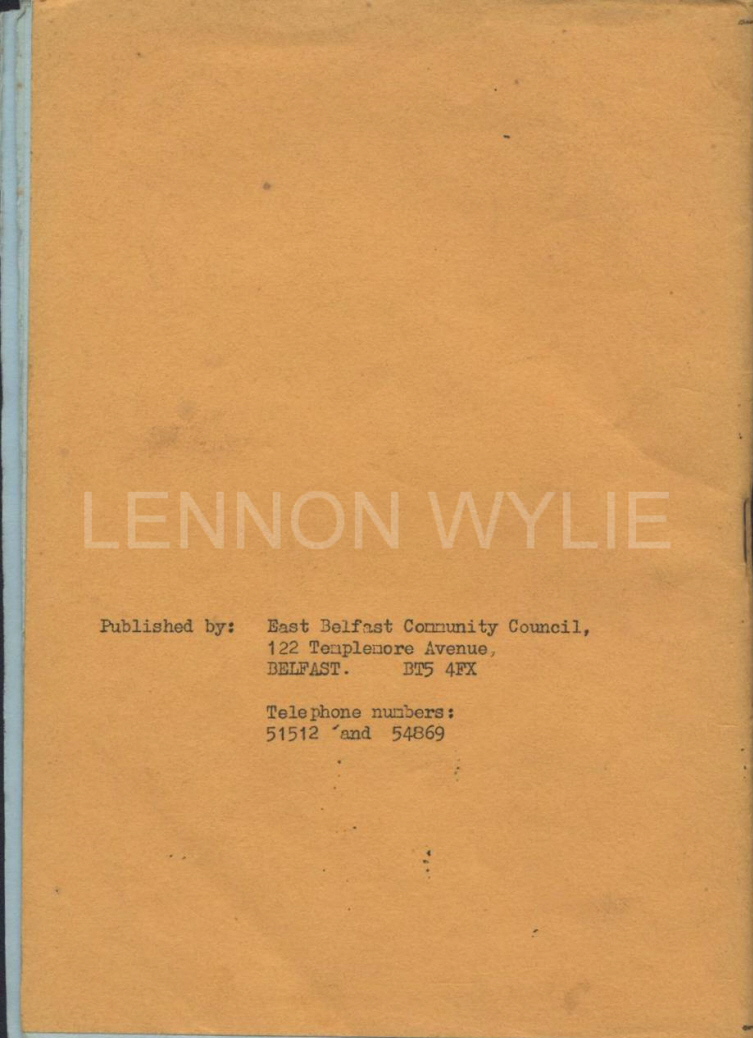 LENNON WYLIE
Published by: East Belfast Community Council,
122 Templemore Avenue,
BELFAST. BT5 4FX
Telephone numbers:
51512 and 54869